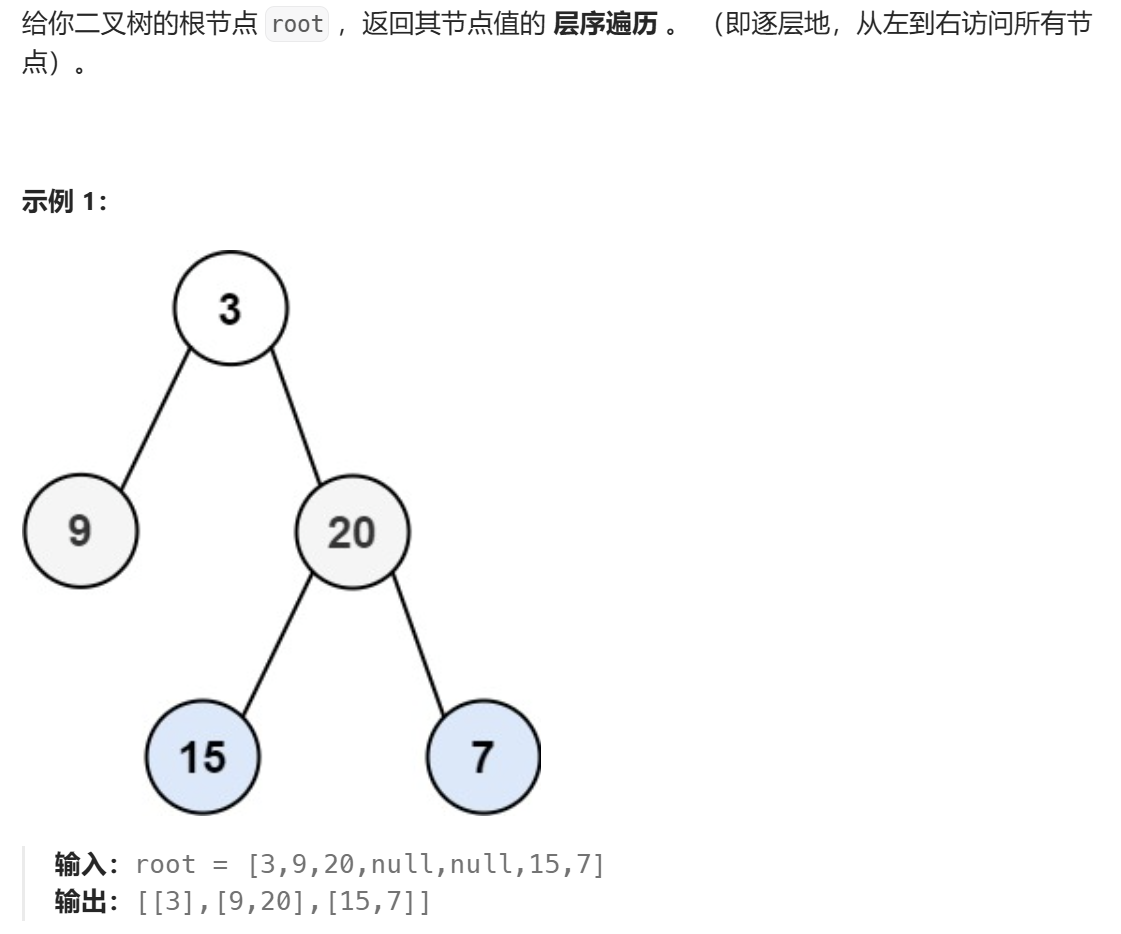 给你二叉树的根节点 root ，返回其节点值的 层序遍历 。 （即逐层地，从左到右访问所有节
点）。
示例 1：
3
9
20
15
7
输入：root = [3,9,20,null,null,15,7]
输出：[[3],[9,20],[15,7]]